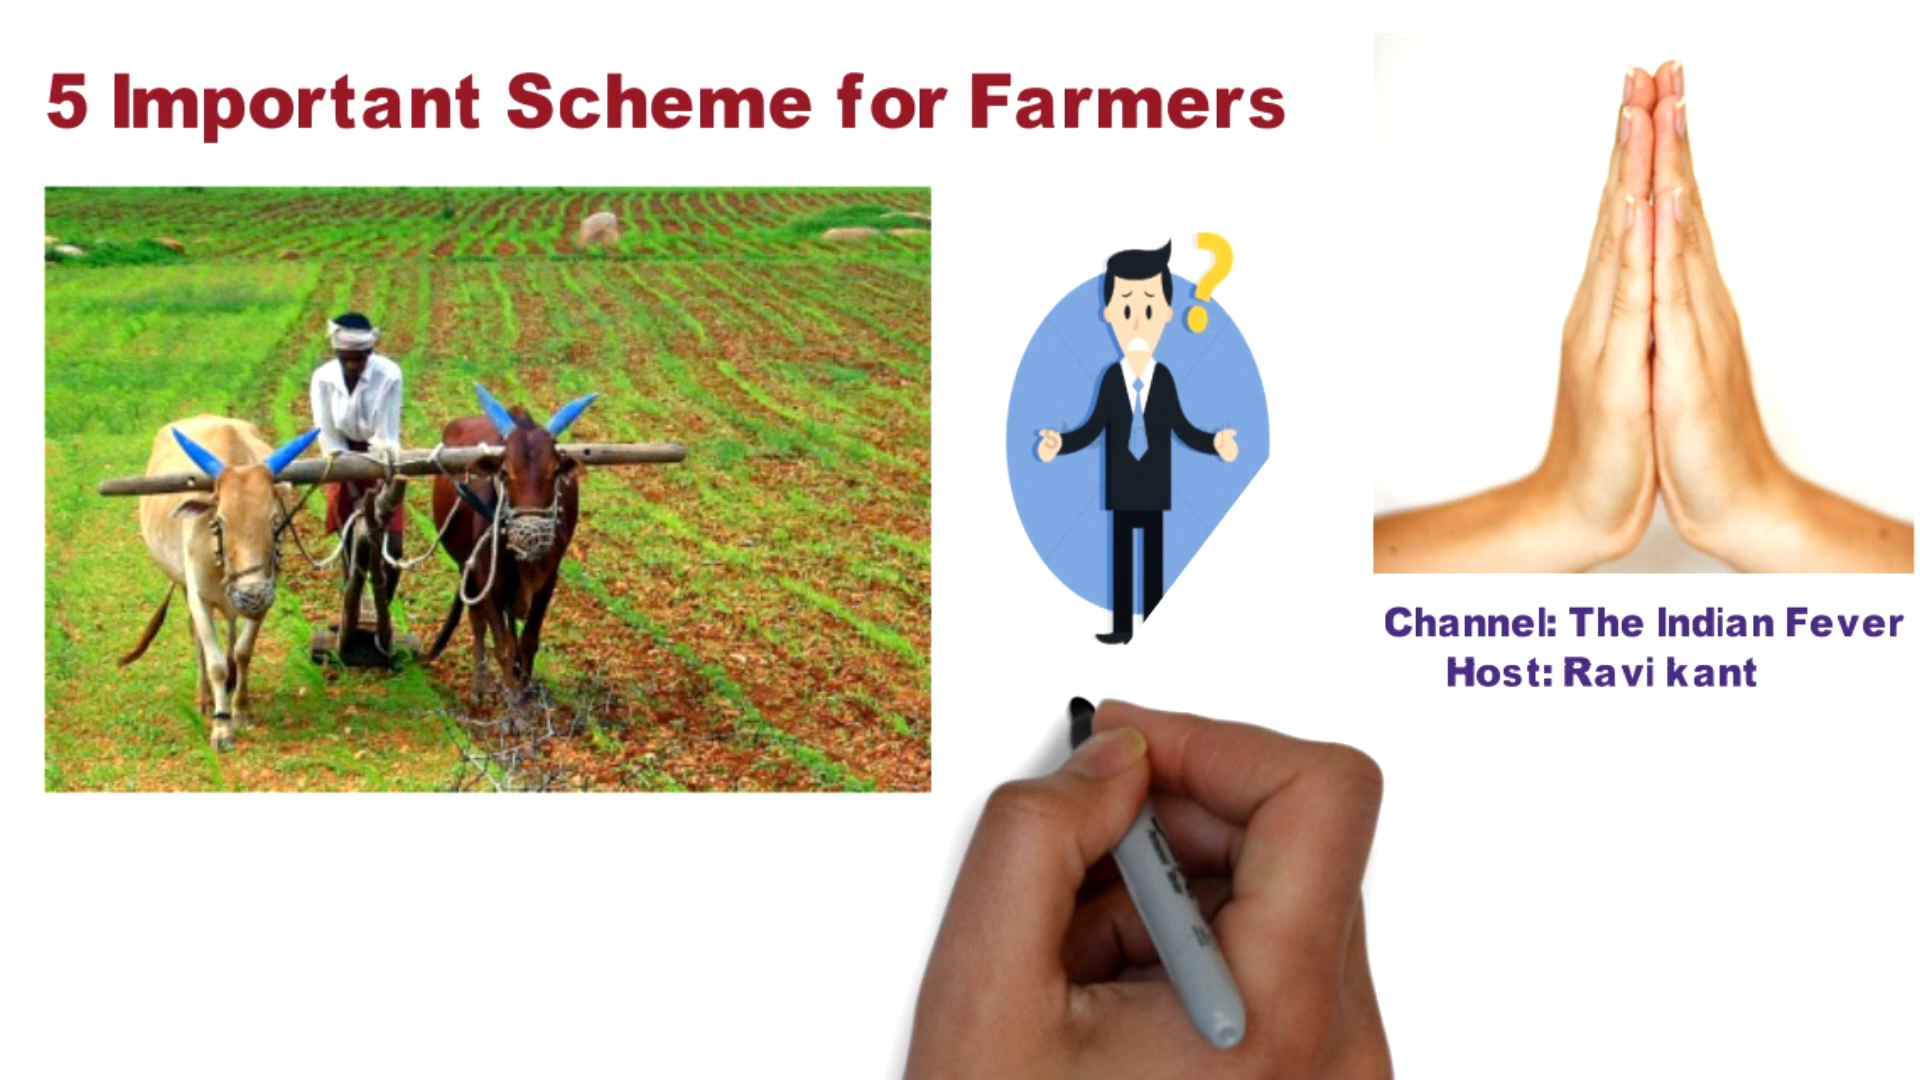 5 Important Scheme for Farmers
Channel: The Indian Fever
Host: Ravi kant